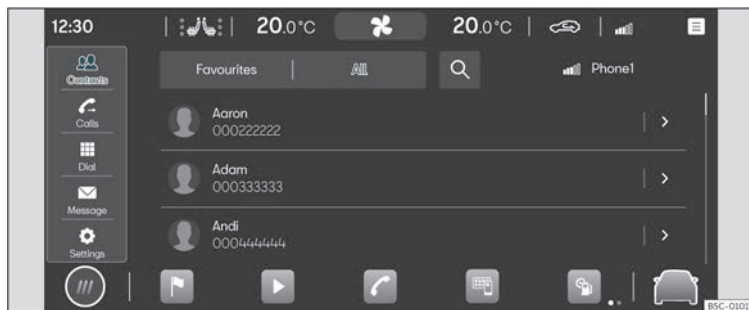 12:30 20.0°C 20.0°C
Contacts
Calls
Dial
Message
Settings
Favourites All Phone1
Aaron
000222222
Adam
000333333
Andi
000444444
B5C-0101